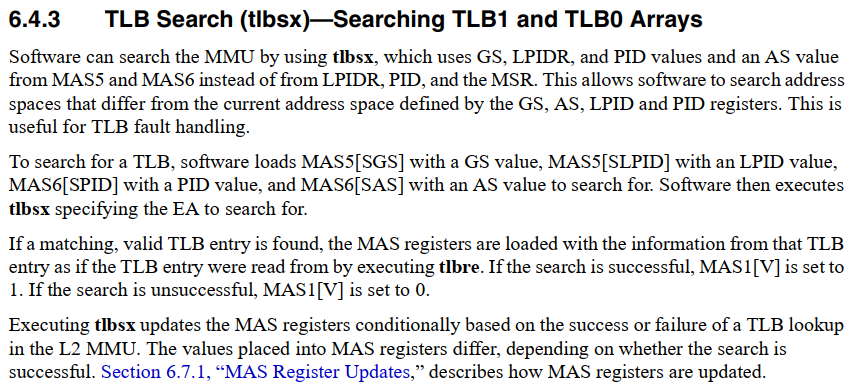 6.4.3 TLB Search (tlbsx)—Searching TLB1 and TLB0 Arrays
Software can search the MMU by using tlbsx, which uses GS, LPIDR, and PID values and an AS value
from MAS5 and MAS6 instead of from LPIDR, PID, and the MSR. This allows software to search address
spaces that differ from the current address space defined by the GS, AS, LPID and PID registers. This is
useful for TLB fault handling.
To search for a TLB, software loads MAS5[SGS] with a GS value, MAS5[SLPID] with an LPID value,
MAS6[SPID] with a PID value, and MAS6[SAS] with an AS value to search for. Software then executes
tlbsx specifying the EA to search for.
If a matching, valid TLB entry is found, the MAS registers are loaded with the information from that TLB
entry as if the TLB entry were read from by executing tlbre. If the search is successful, MAS1[V] is set to
1. If the search is unsuccessful, MAS1[V] is set to 0.
Executing tlbsx updates the MAS registers conditionally based on the success or failure of a TLB lookup
in the L2 MMU. The values placed into MAS registers differ, depending on whether the search is
successful. Section 6.7.1, “MAS Register Updates,” describes how MAS registers are updated.